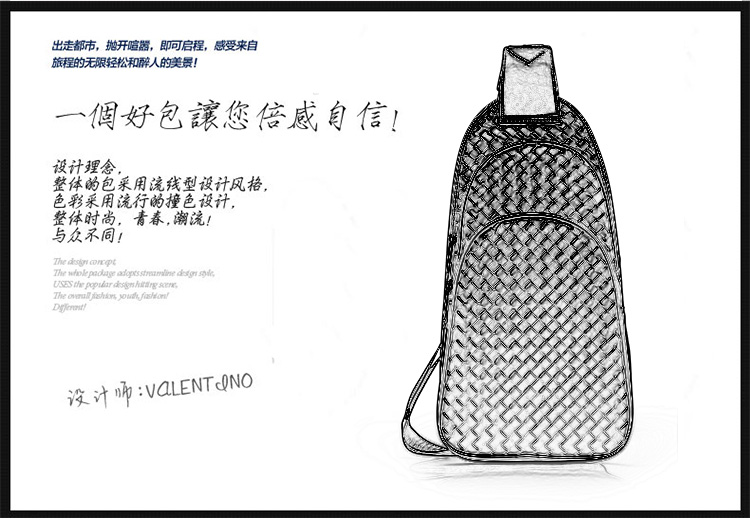 出走都市，抛开喧嚣，即可启程，感受来自
旅程的无限轻松和醉人的美景！
一個好包讓您倍感自信！
设计理念，
整体的包采用流线型设计风格，
色彩采用流行的撞色设计，
整体时尚，青春，潮流！
与众不同！
The design concept,
The whole package adopts streamline design style,
USES the popular design hitting scene,
The overall fashion, youth, fashion!
Different!
设计师：VALENTINO